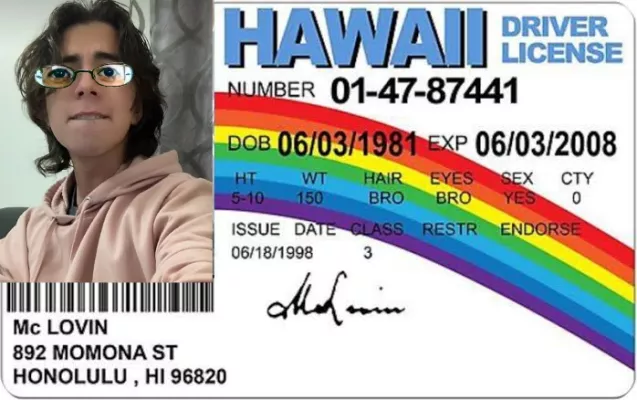 HAWAII DRIVER LICENSE
NUMBER 01-47-87441
DOB 06/03/1981 EXP 06/03/2008
HT WT HAIR EYES SEX CTY
5-10 150 BRO BRO YES 0
ISSUE DATE CLASS RESTR ENDORSE
06/18/1998 3
McLovin
Mc LOVIN
892 MOMONA ST
HONOLULU , HI 96820